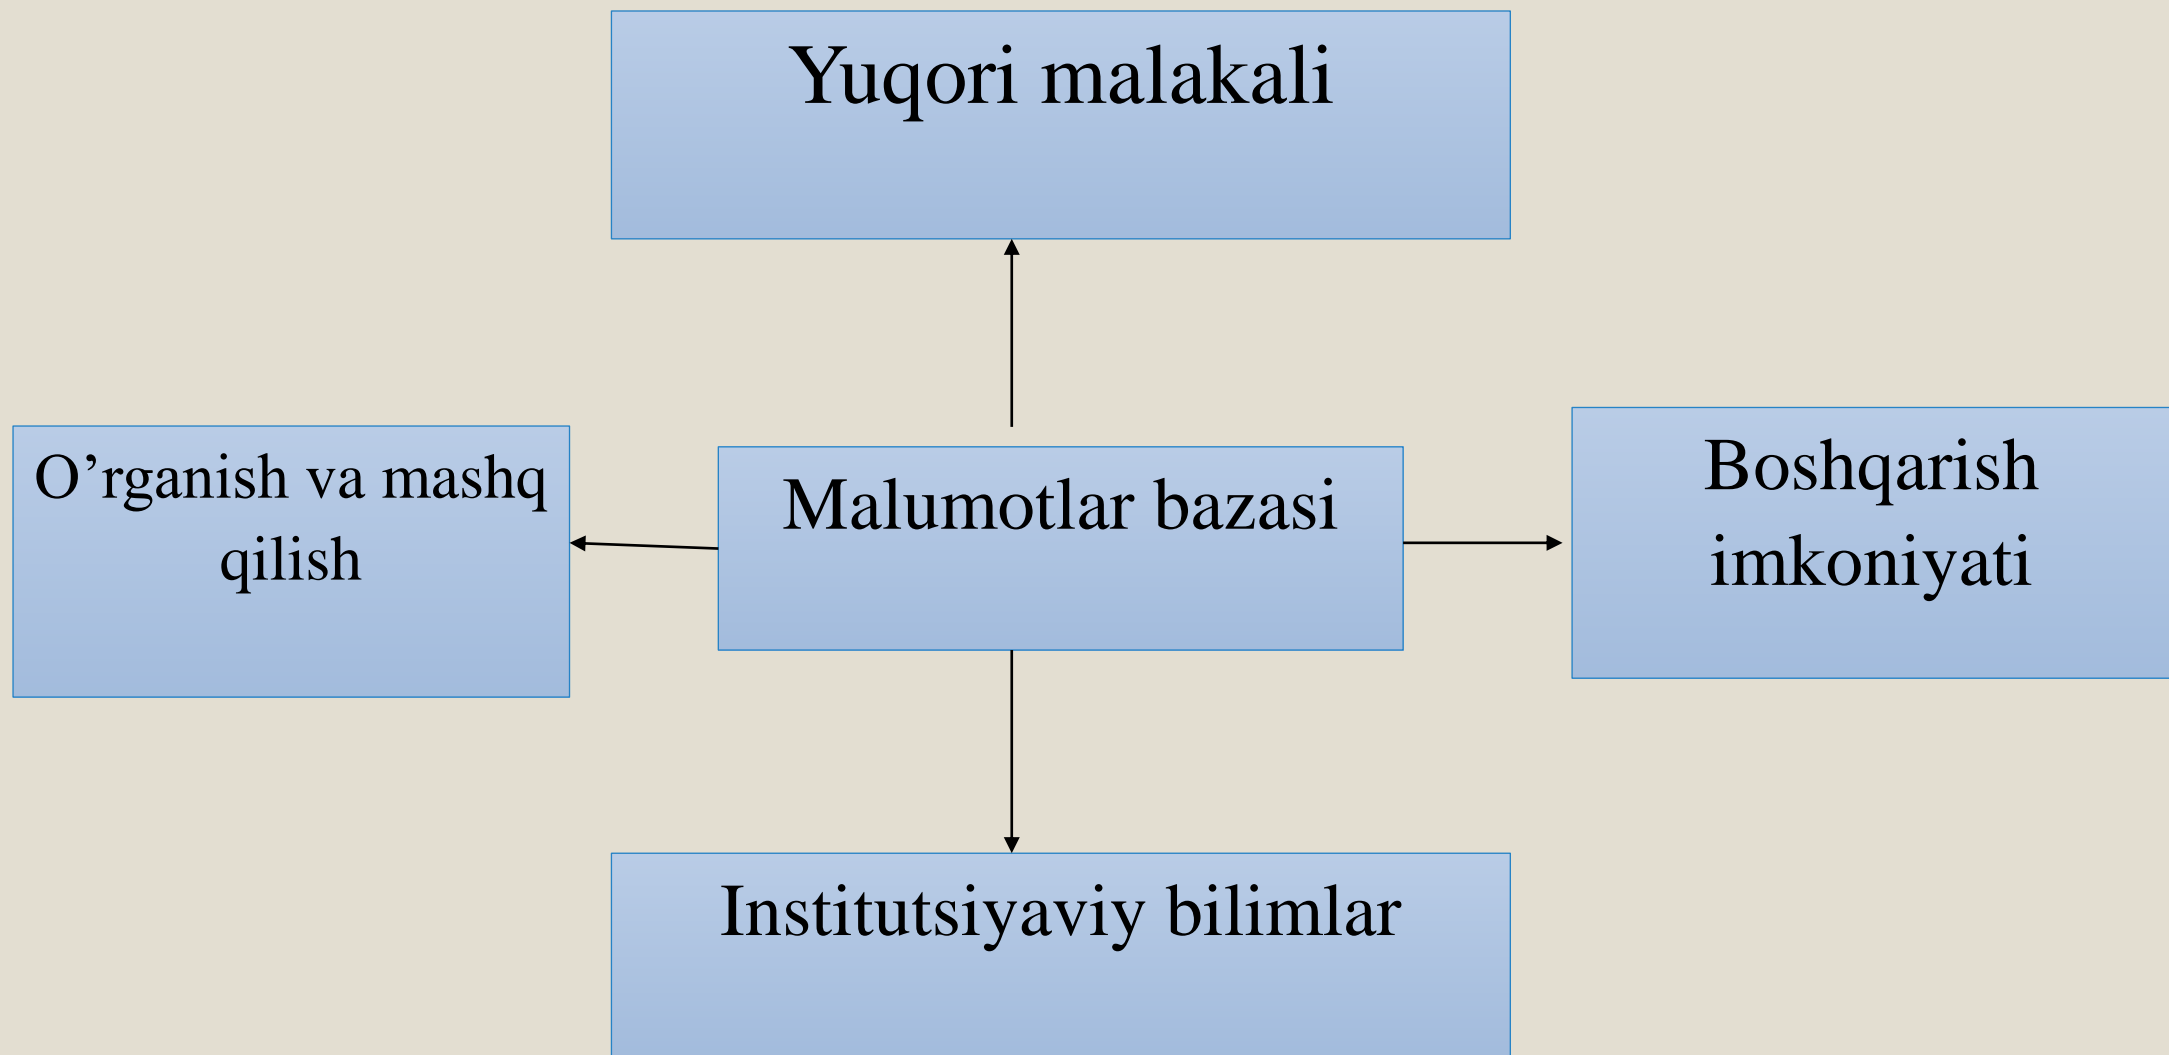 Yuqori malakali
O’rganish va mashq
qilish
Malumotlar bazasi
Boshqarish
imkoniyati
Institutsiyaviy bilimlar